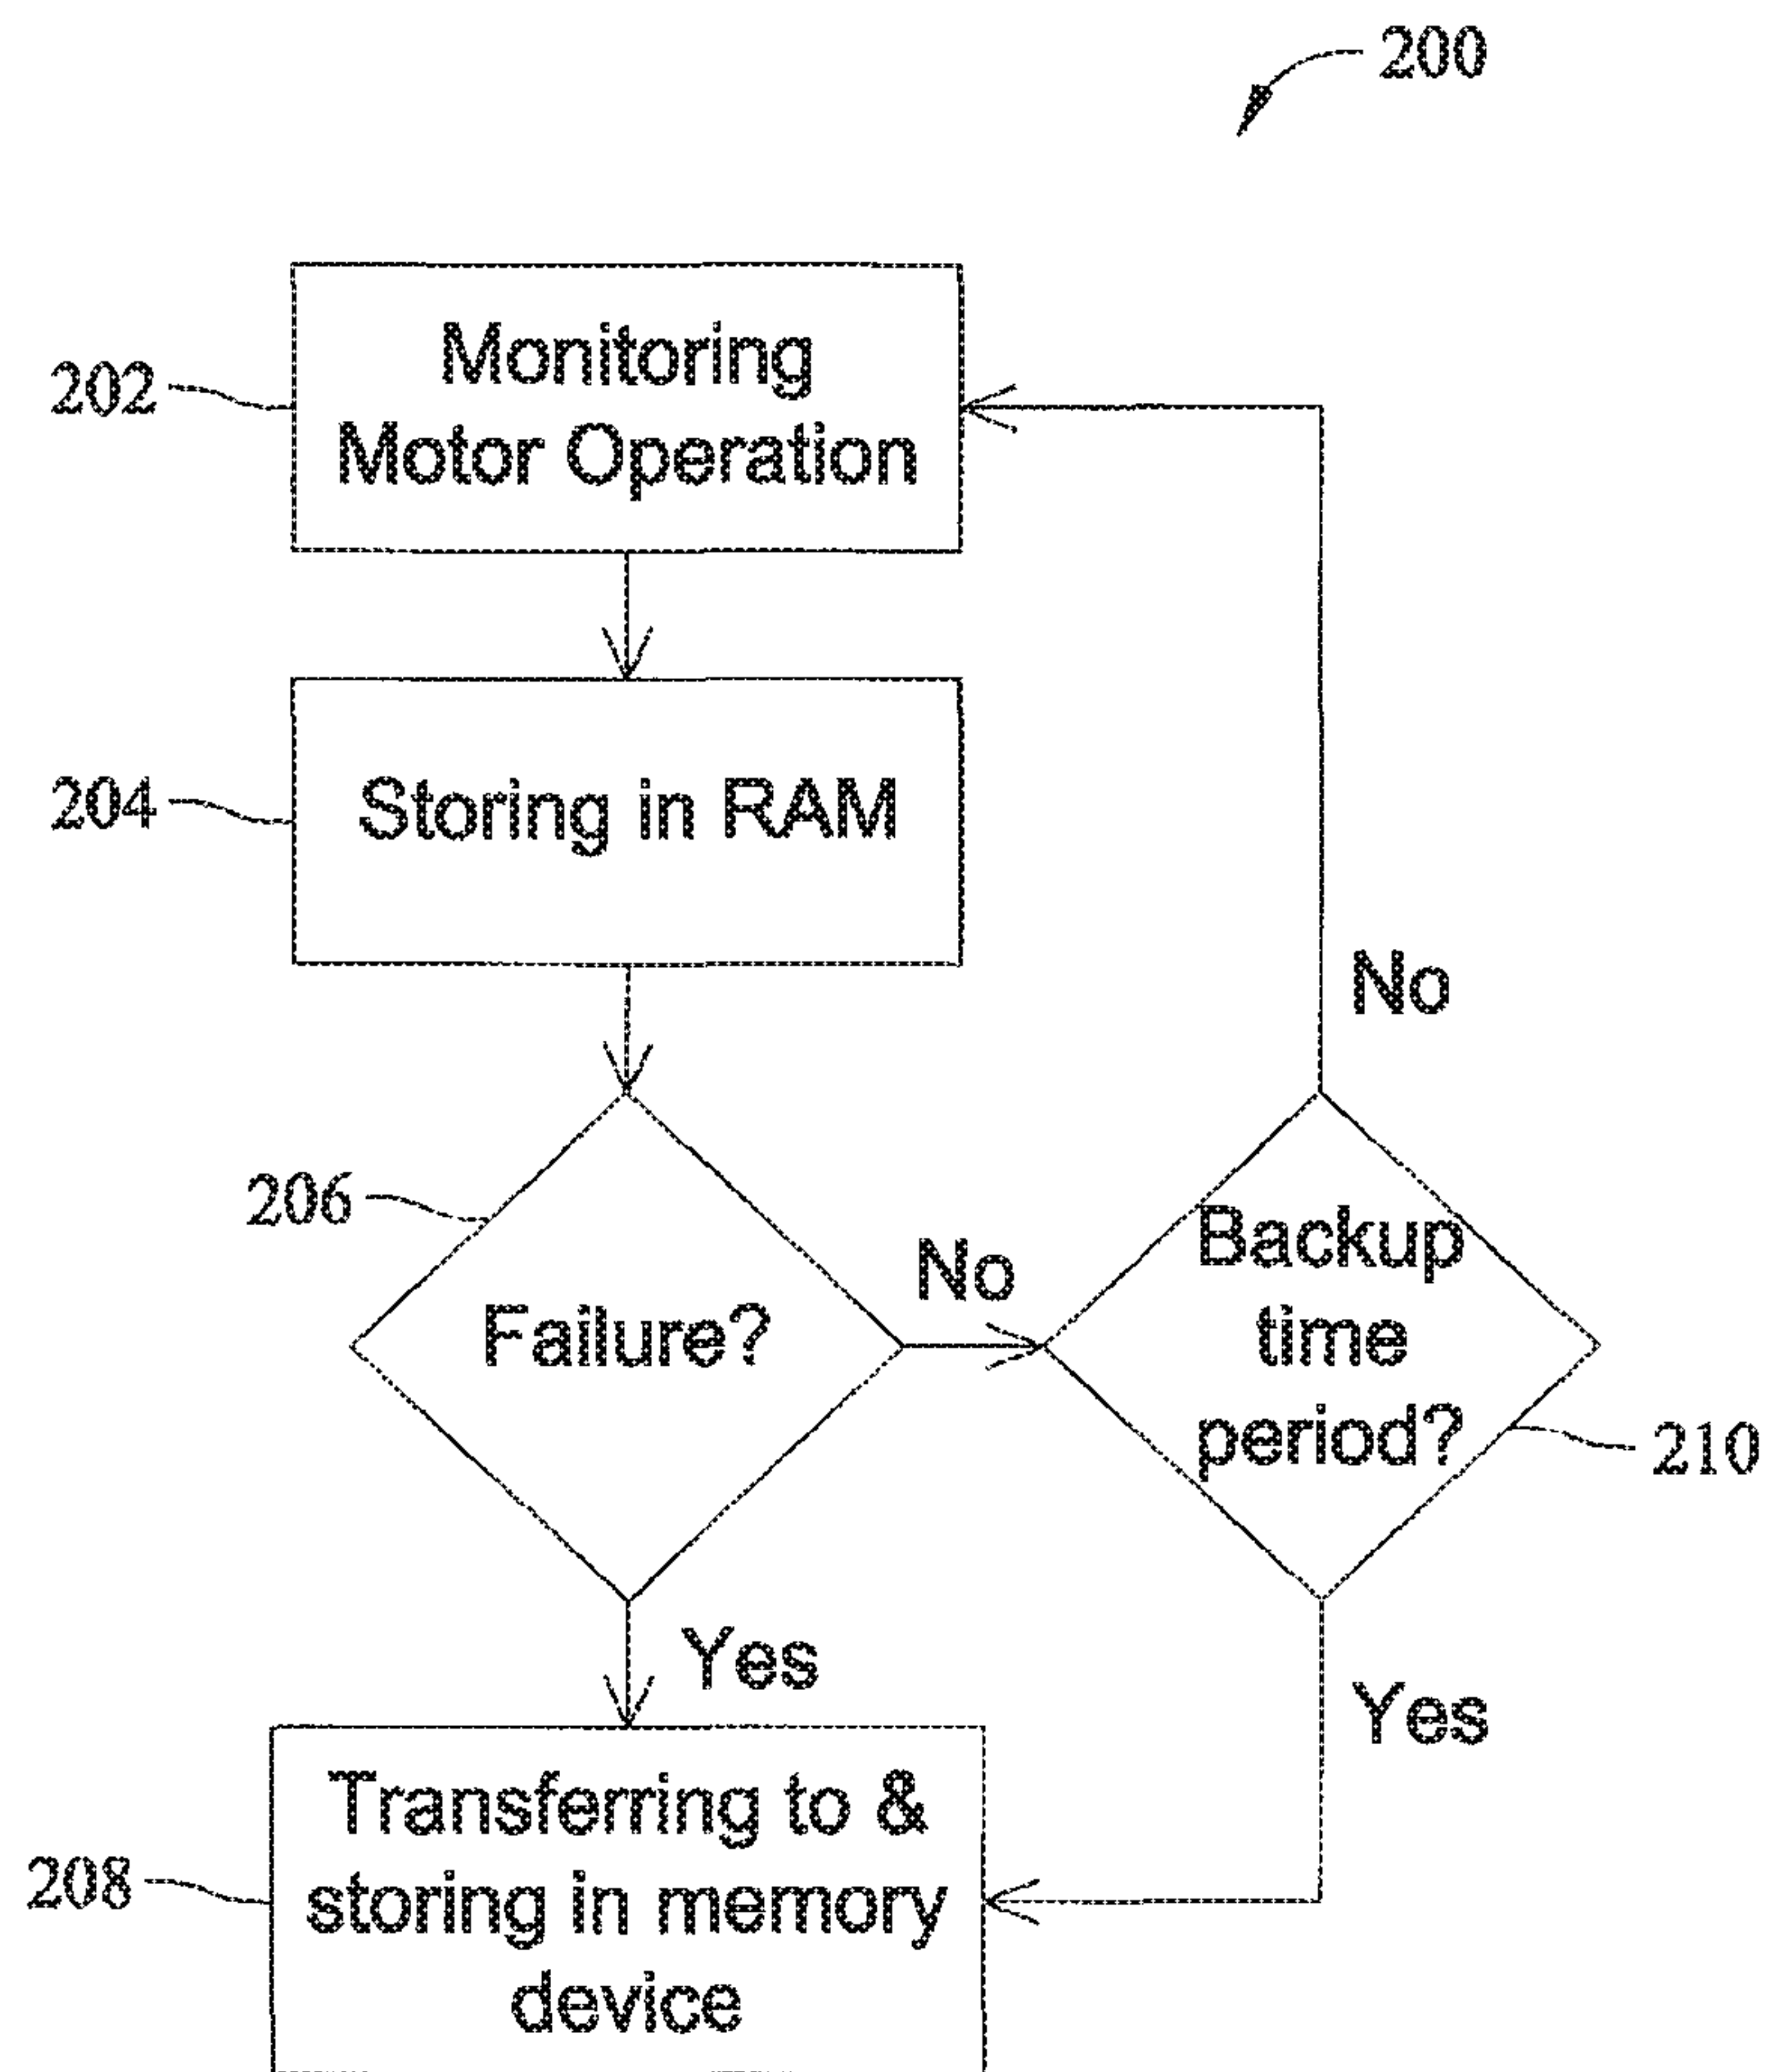 200
202
Monitoring
Motor Operation
204
Storing in RAM
No
206
Failure?
No
Backup
time
period?
210
Yes
Yes
208
Transferring to &
storing in memory
device